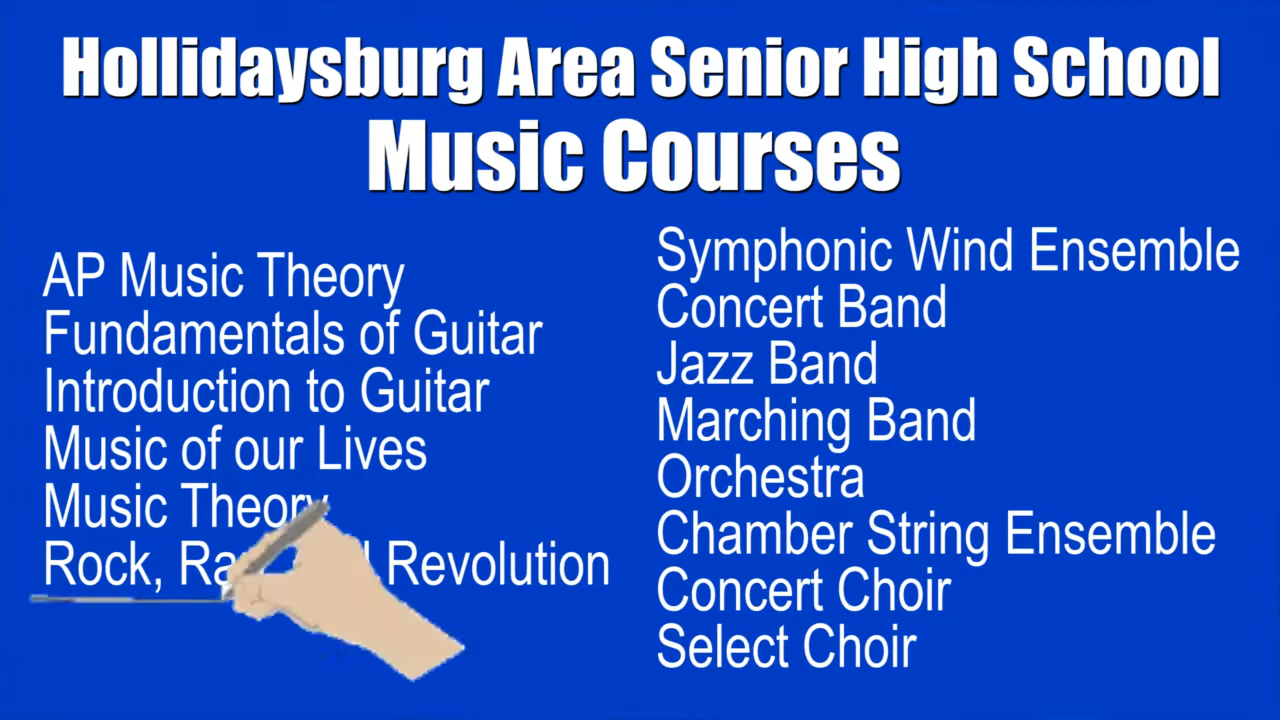 Hollidaysburg Area Senior High School
Music Courses
AP Music Theory
Fundamentals of Guitar
Introduction to Guitar
Music of our Lives
Music Theory
Rock, Revolution
Symphonic Wind Ensemble
Concert Band
Jazz Band
Marching Band
Orchestra
Chamber String Ensemble
Concert Choir
Select Choir